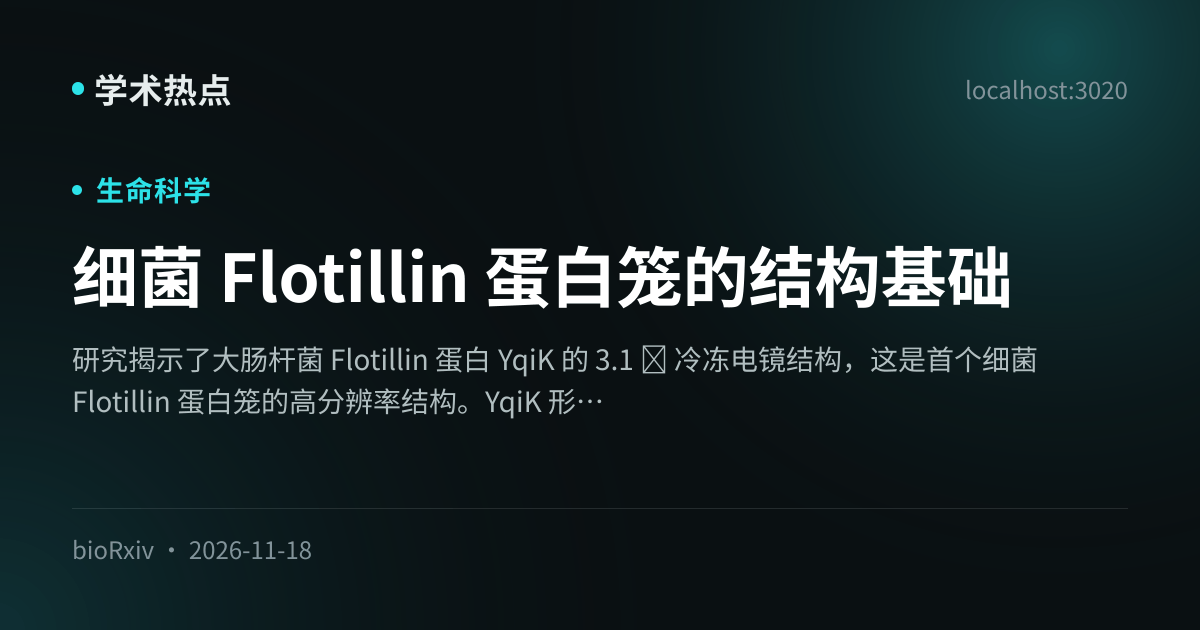 学术热点
localhost:3020
生命科学
细菌 Flotillin 蛋白笼的结构基础
研究揭示了大肠杆菌 Flotillin 蛋白 YqiK 的 3.1 冷冻电镜结构，这是首个细菌
Flotillin 蛋白笼的高分辨率结构。YqiK 形…
bioRxiv · 2026-11-18